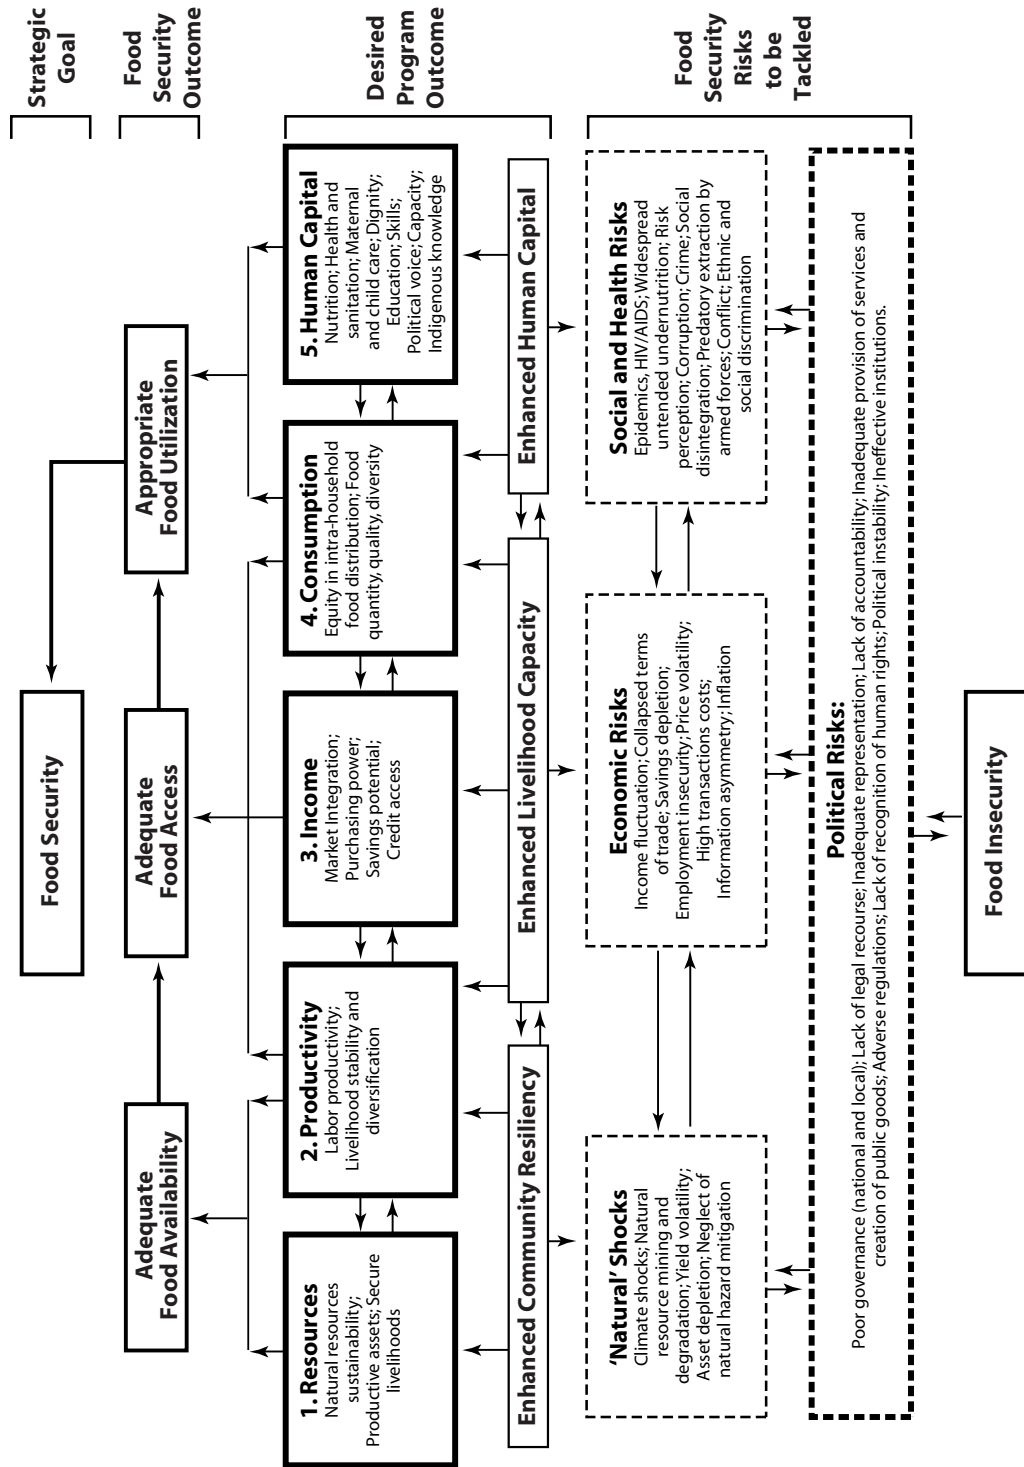 Food Security
Strategic
Goal
Adequate
Food Availability
Adequate
Food Access
Appropriate
Food Utilization
Food
Security
Outcome
1. Resources
Natural resources
sustainability;
Productive assets; Secure
livelihoods
2. Productivity
Labor productivity;
Livelihood stability and
diversification
3. Income
Market Integration;
Purchasing power;
Savings potential;
Credit access
4. Consumption
Equity in intra-household
food distribution; Food
quantity, quality, diversity
5. Human Capital
Nutrition; Health and
sanitation; Maternal
and child care; Dignity;
Education; Skills;
Political voice; Capacity;
Indigenous knowledge
Desired
Program
Outcome
Enhanced Community Resiliency
Enhanced Livelihood Capacity
Enhanced Human Capital
'Natural' Shocks
Climate shocks; Natural
resource mining and
degradation; Yield volatility;
Asset depletion; Neglect of
natural hazard mitigation
Economic Risks
Income fluctuation; Collapsed terms
of trade; Savings depletion;
Employment insecurity; Price volatility;
High transactions costs;
Information asymmetry; Inflation
Social and Health Risks
Epidemics, HIV/AIDS; Widespread
untended undernutrition; Risk
perception; Corruption; Crime; Social
disintegration; Predatory extraction by
armed forces; Conflict; Ethnic and
social discrimination
Food
Security
Risks
to be
Tackled
Political Risks:
Poor governance (national and local); Lack of legal recourse; Inadequate representation; Lack of accountability; Inadequate provision of services and
creation of public goods; Adverse regulations; Lack of recognition of human rights; Political instability; Ineffective institutions.
Food Insecurity